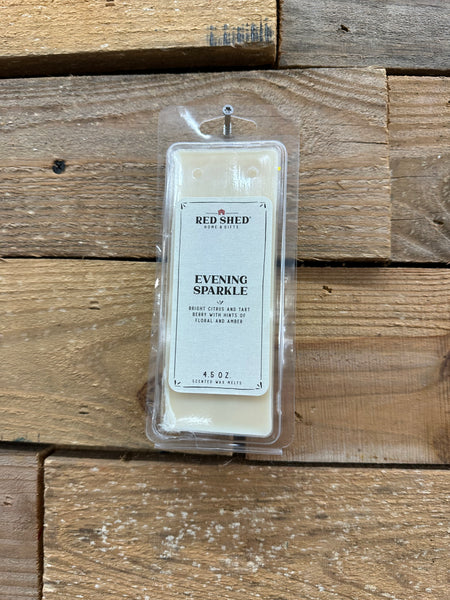 RED SHED
HOME & GIFTS
EVENING
SPARKLE
BRIGHT CITRUS AND TART
BERRY WITH HINTS OF
FLORAL AND AMBER
4.5 OZ.
SCENTED WAX MELTS